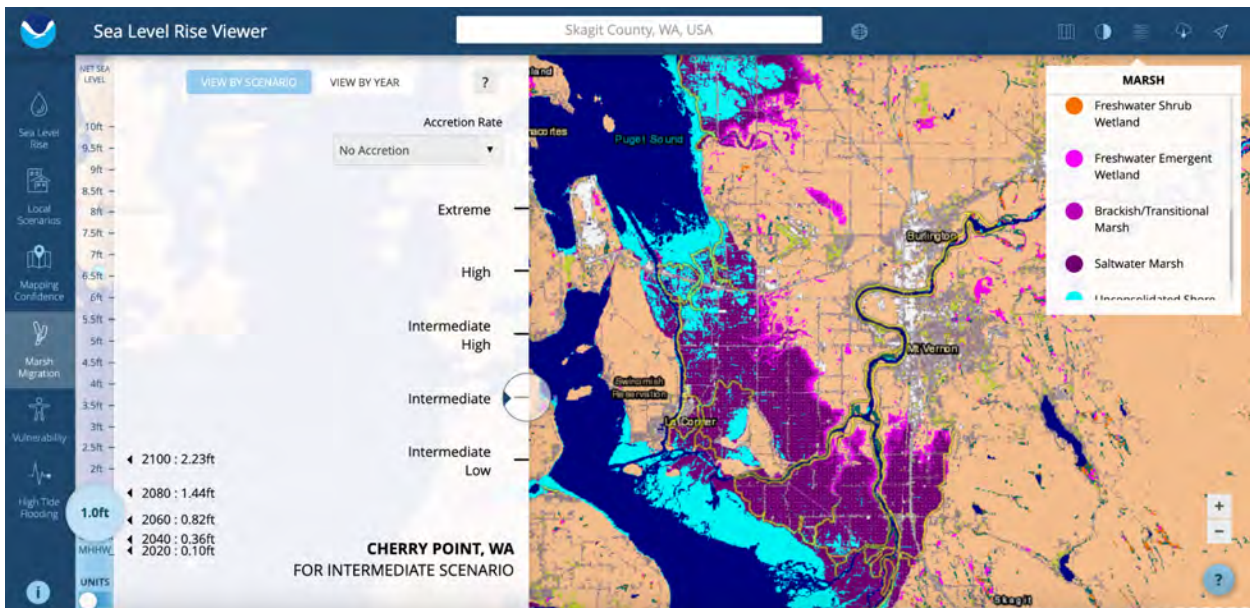 Sea Level Rise Viewer
Skagit County, WA, USA
NET SEA
LEVEL
VIEW BY SCENARIO
VIEW BY YEAR
?
Accretion Rate
No Accretion
Sea Level
Rise
Local
Scenarios
Mapping
Confidence
Marsh
Migration
Vulnerability
High Tide
Flooding
10ft
9.5ft
9ft
8.5ft
8ft
7.5ft
7ft
6.5ft
6ft
5.5ft
5ft
4.5ft
4ft
3.5ft
3ft
2.5ft
2ft
1.0ft
MHHW
UNITS
Extreme
High
Intermediate
High
Intermediate
Intermediate
Low
2100 : 2.23ft
2080 : 1.44ft
2060 : 0.82ft
2040 : 0.36ft
2020 : 0.10ft
CHERRY POINT, WA
FOR INTERMEDIATE SCENARIO
Puget Sound
Burlington
Mt Vernon
Swinomish
Reservation
La Conner
Skagit
MARSH
Freshwater Shrub
Wetland
Freshwater Emergent
Wetland
Brackish/Transitional
Marsh
Saltwater Marsh
Unconsolidated Shore
+
−
?
i